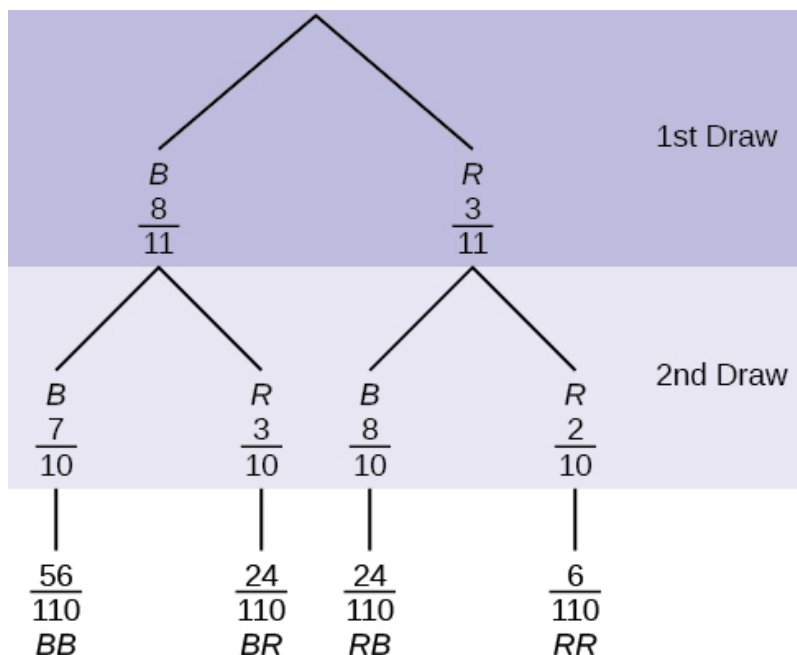 1st Draw
B R
8/11 3/11
2nd Draw
B R B R
7/10 3/10 8/10 2/10
56/110 24/110 24/110 6/110
BB BR RB RR